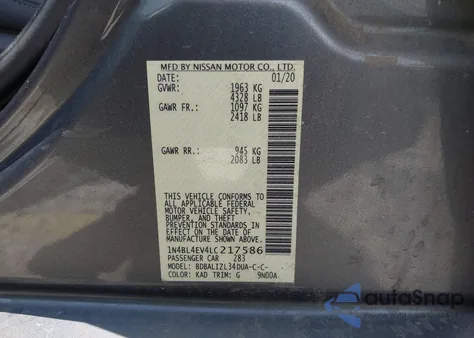 MFD BY NISSAN MOTOR CO., LTD.
DATE: 01/20
GVWR: 1963 KG
4328 LB
GAWR FR.: 1097 KG
2418 LB
GAWR RR.: 945 KG
2083 LB
THIS VEHICLE CONFORMS TO
ALL APPLICABLE FEDERAL
MOTOR VEHICLE SAFETY,
BUMPER, AND THEFT
PREVENTION STANDARDS IN
EFFECT ON THE DATE OF
MANUFACTURE SHOWN ABOVE.
1N4BL4EV4LC217586
PASSENGER CAR 283
MODEL: BDBALIZL34DUA-C-C-
COLOR: KAD TRIM: G 9N00A
autoSnap